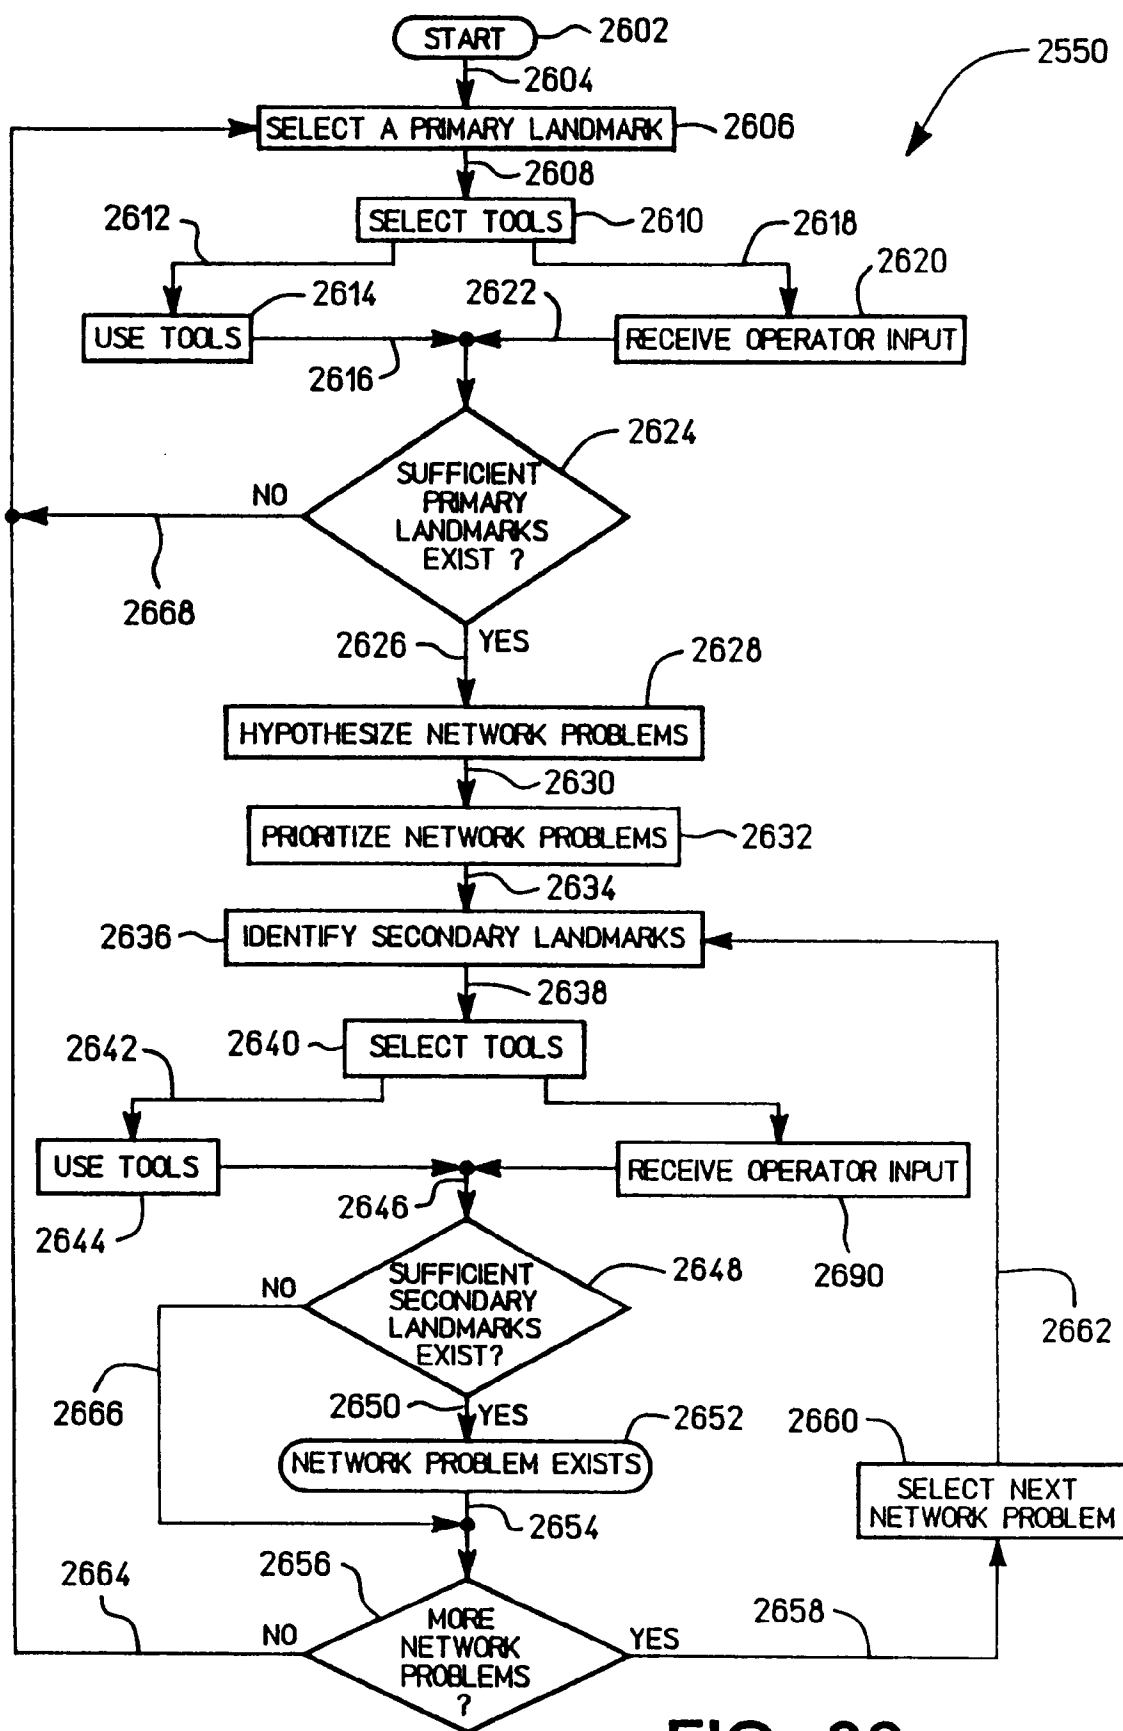 START
2602
2550
2604
SELECT A PRIMARY LANDMARK
2606
2608
SELECT TOOLS
2610
2612
2618
2620
2614
2622
USE TOOLS
RECEIVE OPERATOR INPUT
2616
2624
SUFFICIENT
PRIMARY
LANDMARKS
EXIST ?
NO
2668
2626
YES
2628
HYPOTHESIZE NETWORK PROBLEMS
2630
PRIORITIZE NETWORK PROBLEMS
2632
2634
2636
IDENTIFY SECONDARY LANDMARKS
2638
2640
SELECT TOOLS
2642
USE TOOLS
RECEIVE OPERATOR INPUT
2646
2644
2690
2648
NO
SUFFICIENT
SECONDARY
LANDMARKS
EXIST?
2662
2666
2650
YES
2652
2660
NETWORK PROBLEM EXISTS
SELECT NEXT
NETWORK PROBLEM
2654
2664
2656
2658
NO
MORE
NETWORK
PROBLEMS
?
YES
FIG.